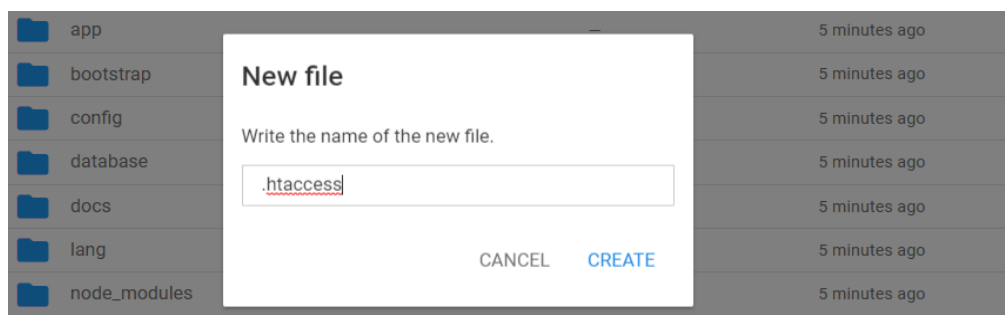 app — 5 minutes ago
bootstrap 5 minutes ago
New file
config 5 minutes ago
Write the name of the new file.
database 5 minutes ago
.htaccess
docs 5 minutes ago
lang 5 minutes ago
CANCEL CREATE
node_modules 5 minutes ago